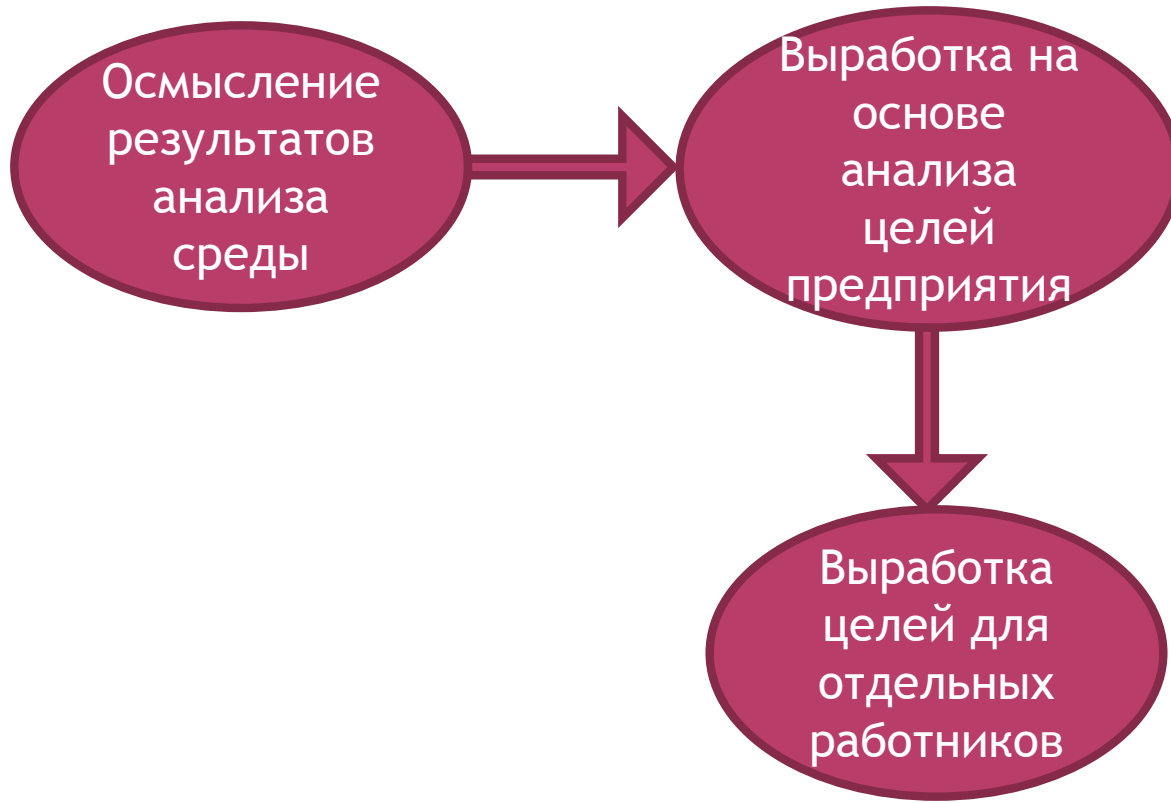 Осмысление
результатов
анализа
среды
Выработка на
основе
анализа
целей
предприятия
Выработка
целей для
отдельных
работников